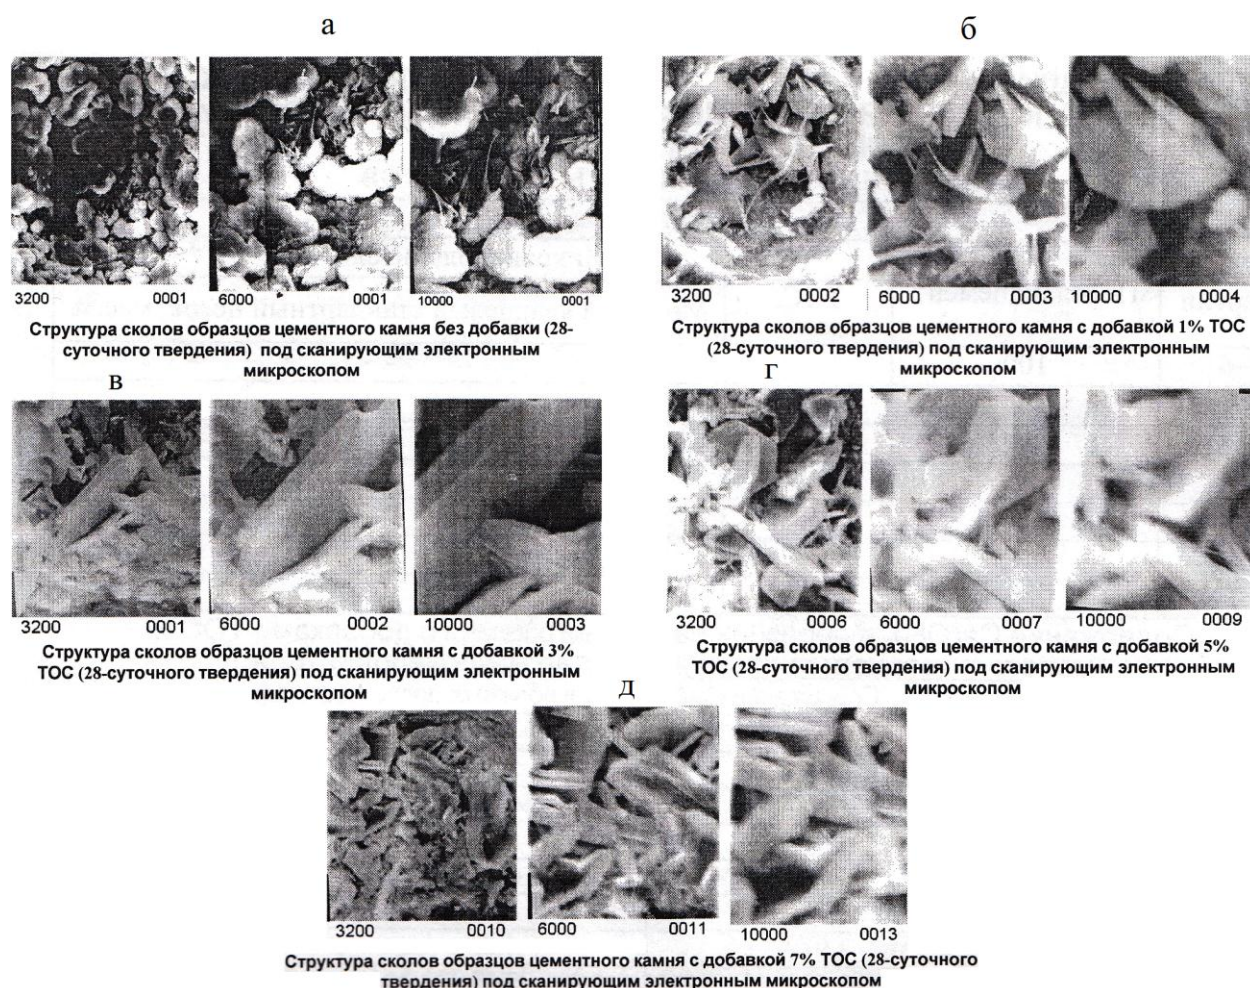 а
3200 0001 6000 0001 10000 0001
Структура сколов образцов цементного камня без добавки (28-
суточного твердения) под сканирующим электронным
микроскопом
б
3200 0002 6000 0003 10000 0004
Структура сколов образцов цементного камня с добавкой 1% ТОС
(28-суточного твердения) под сканирующим электронным
микроскопом
в
3200 0001 6000 0002 10000 0003
Структура сколов образцов цементного камня с добавкой 3%
ТОС (28-суточного твердения) под сканирующим электронным
микроскопом
г
3200 0006 6000 0007 10000 0009
Структура сколов образцов цементного камня с добавкой 5%
ТОС (28-суточного твердения) под сканирующим электронным
микроскопом
д
3200 0010 6000 0011 10000 0013
Структура сколов образцов цементного камня с добавкой 7% ТОС (28-суточного
твердения) под сканирующим электронным микроскопом